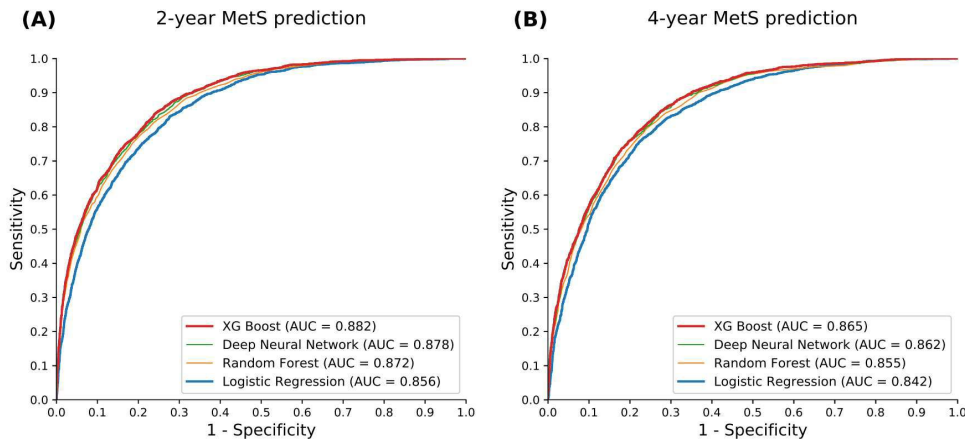 (A) 2-year MetS prediction
1.0
0.9
0.8
0.7
0.6
0.5
0.4
0.3
0.2
0.1
0.0
Sensitivity
XG Boost (AUC = 0.882)
Deep Neural Network (AUC = 0.878)
Random Forest (AUC = 0.872)
Logistic Regression (AUC = 0.856)
0.0 0.1 0.2 0.3 0.4 0.5 0.6 0.7 0.8 0.9 1.0
1 - Specificity
(B) 4-year MetS prediction
1.0
0.9
0.8
0.7
0.6
0.5
0.4
0.3
0.2
0.1
0.0
Sensitivity
XG Boost (AUC = 0.865)
Deep Neural Network (AUC = 0.862)
Random Forest (AUC = 0.855)
Logistic Regression (AUC = 0.842)
0.0 0.1 0.2 0.3 0.4 0.5 0.6 0.7 0.8 0.9 1.0
1 - Specificity